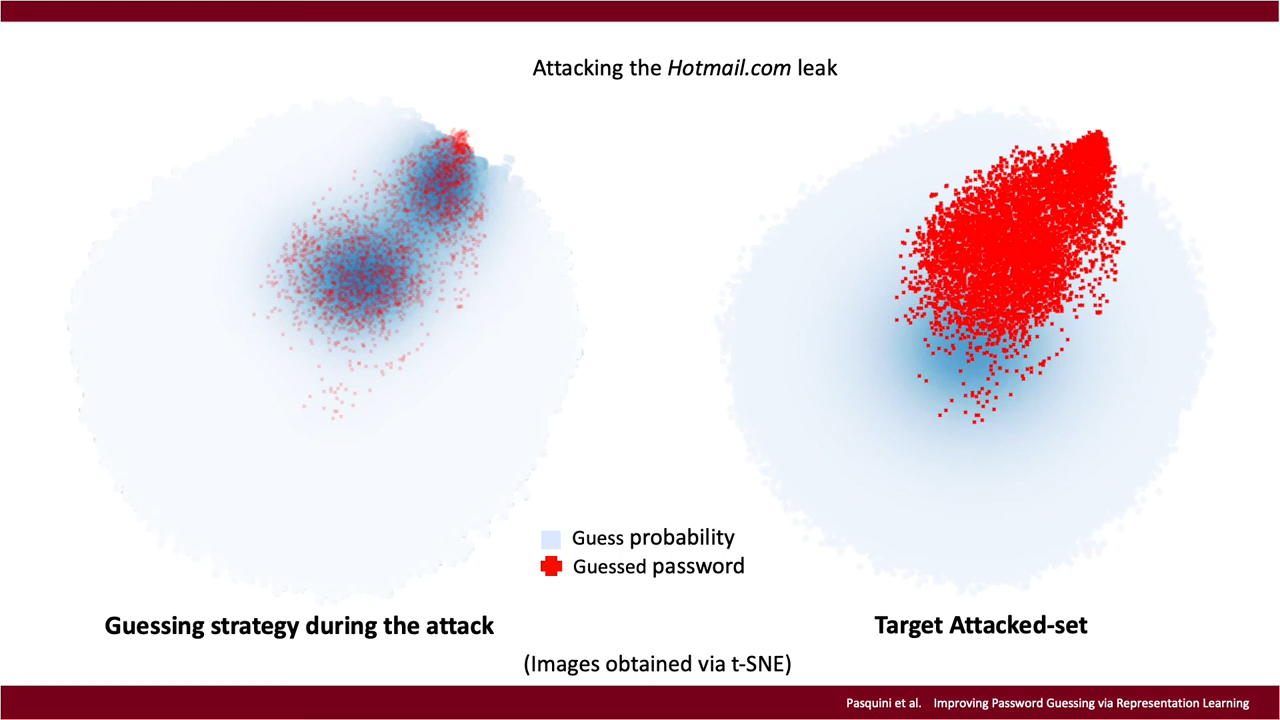 Attacking the Hotmail.com leak
Guess probability
Guessed password
Guessing strategy during the attack
Target Attacked-set
(Images obtained via t-SNE)
Pasquini et al. Improving Password Guessing via Representation Learning